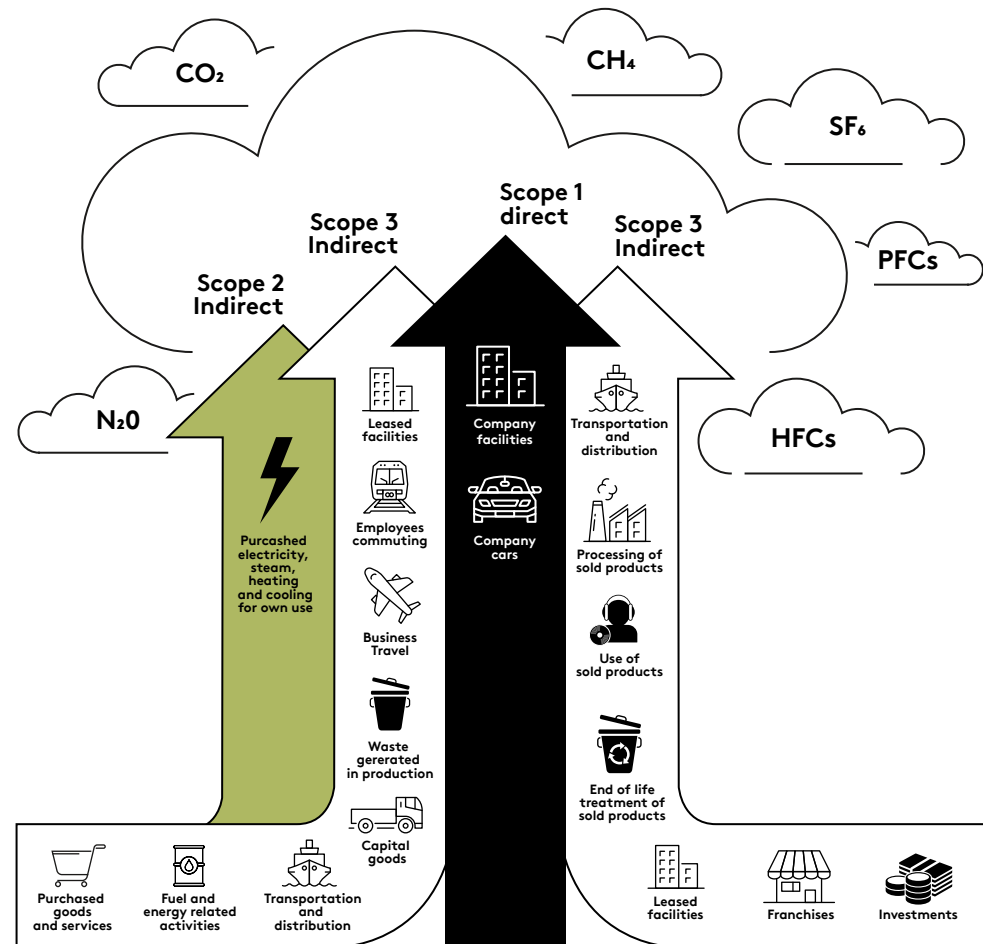 CO₂
CH₄
SF₆
PFCs
HFCs
N₂0
Scope 1
direct
Scope 3
Indirect
Scope 3
Indirect
Scope 2
Indirect
Purcashed
electricity,
steam,
heating
and cooling
for own use
Leased
facilities
Employees
commuting
Business
Travel
Waste
gererated
in production
Capital
goods
Company
facilities
Company
cars
Transportation
and
distribution
Processing of
sold products
Use of
sold products
End of life
treatment of
sold products
Purchased
goods
and services
Fuel and
energy related
activities
Transportation
and
distribution
Leased
facilities
Franchises
Investments